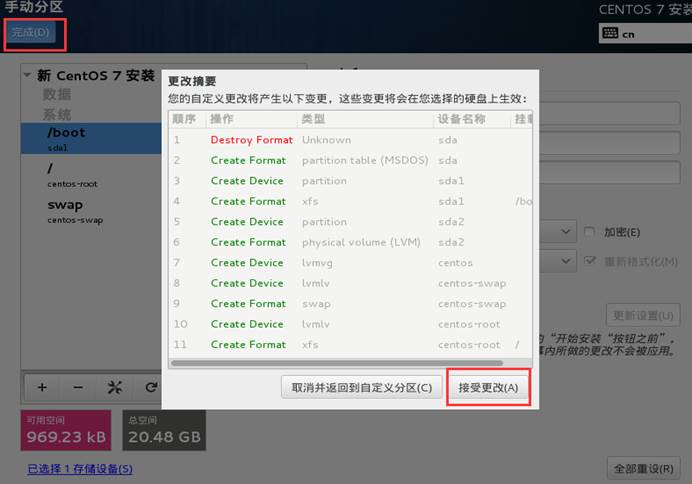 手动分区
CENTOS 7 安装
完成(D)
cn
新 CentOS 7 安装
数据
系统
/boot
sda1
/
centos-root
swap
centos-swap
更改摘要
您的自定义更改将产生以下变更，这些变更将会在您选择的硬盘上生效：
顺序 操作 类型 设备名称 挂载
1 Destroy Format Unknown sda
2 Create Format partition table (MSDOS) sda
3 Create Device partition sda1
4 Create Format xfs sda1 /bo
5 Create Device partition sda2
6 Create Format physical volume (LVM) sda2
7 Create Device lvmvg centos
8 Create Device lvmlv centos-swap
9 Create Format swap centos-swap
10 Create Device lvmlv centos-root
11 Create Format xfs centos-root /
取消并返回到自定义分区(C) 接受更改(A)
加密(E)
重新格式化(M)
更新设置(U)
的“开始安装“按钮之前”，
幕内所做的更改不会被应用。
+ −
可用空间
969.23 kB
总空间
20.48 GB
已选择 1 存储设备(S)
全部重设(R)